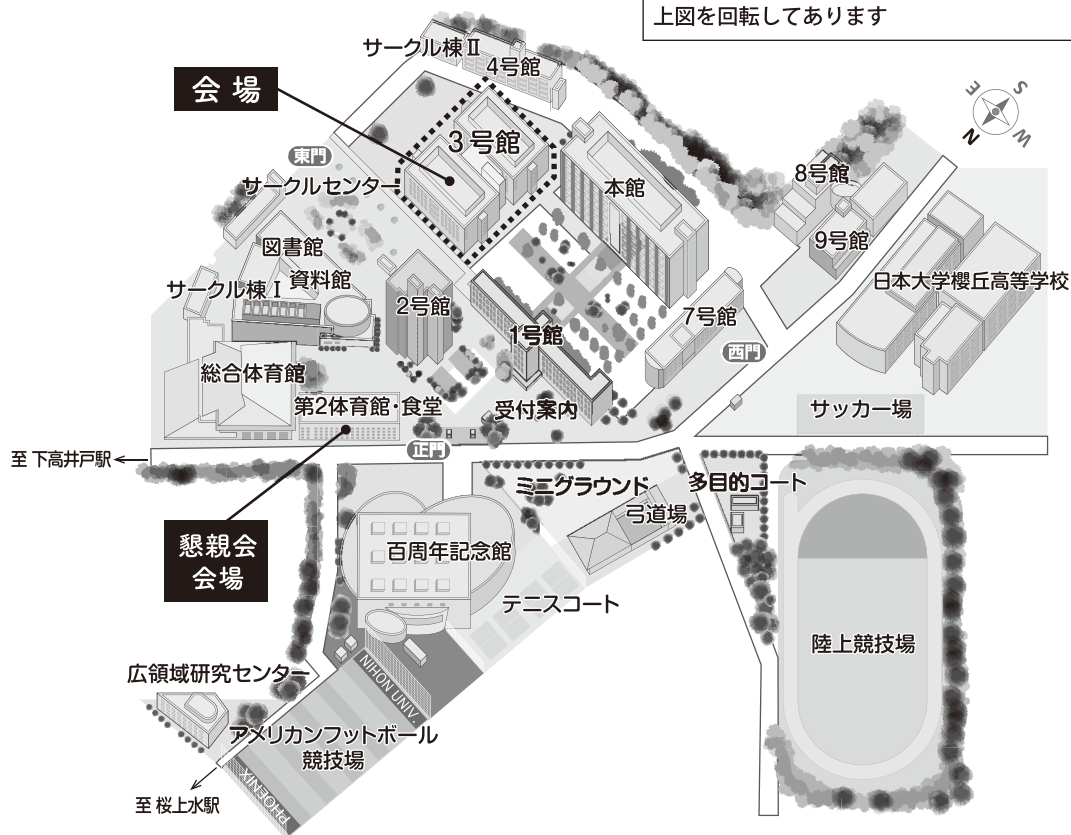 上図を回転してあります
サークル棟Ⅱ
4号館
会場
3号館
東門
サークルセンター
本館
8号館
9号館
S
E
W
N
図書館
資料館
サークル棟Ⅰ
2号館
1号館
7号館
日本大学櫻丘高等学校
西門
総合体育館
第2体育館・食堂
受付案内
サッカー場
正門
至 下高井戸駅
ミニグラウンド
多目的コート
弓道場
懇親会
会場
百周年記念館
テニスコート
陸上競技場
広領域研究センター
NIHON UNIV.
アメリカンフットボール
競技場
PHOENIX
至 桜上水駅